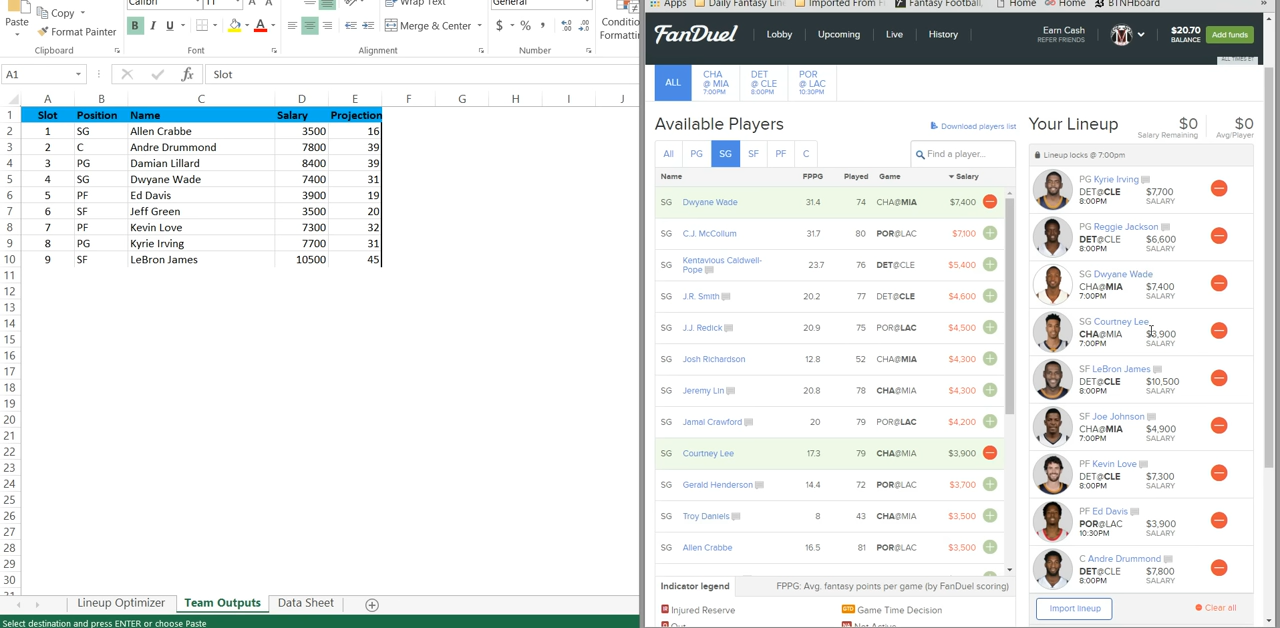 Calibri 11 A A Wrap Text General Conditio
Paste Copy
Format Painter B I U A Merge & Center $ % , Formattin
Clipboard Font Alignment Number
A1 fx Slot
A B C D E F G H I J
1 Slot Position Name Salary Projection
2 1 SG Allen Crabbe 3500 16
3 2 C Andre Drummond 7800 39
4 3 PG Damian Lillard 8400 39
5 4 SG Dwyane Wade 7400 31
6 5 PF Ed Davis 3900 19
7 6 SF Jeff Green 3500 20
8 7 PF Kevin Love 7300 32
9 8 PG Kyrie Irving 7700 31
10 9 SF LeBron James 10500 45
11
12
13
14
15
16
17
18
19
20
21
22
23
24
25
26
27
28
29
30
Lineup Optimizer Team Outputs Data Sheet
Select destination and press ENTER or choose Paste
Apps Daily Fantasy Lin Imported From F Fantasy Football, Home Home BTNHboard »
FanDuel Lobby Upcoming Live History Earn Cash
REFER FRIENDS $20.70
BALANCE Add funds
ALL TIMES ET
ALL CHA
@ MIA
7:00PM DET
@ CLE
8:00PM POR
@ LAC
10:30PM
Available Players Download players list
All PG SG SF PF C Find a player...
Name FPPG Played Game Salary
SG Dwyane Wade 31.4 74 CHA@MIA $7,400
SG C.J. McCollum 31.7 80 POR@LAC $7,100
SG Kentavious Caldwell-
Pope 23.7 76 DET@CLE $5,400
SG J.R. Smith 20.2 77 DET@CLE $4,600
SG J.J. Redick 20.9 75 POR@LAC $4,500
SG Josh Richardson 12.8 52 CHA@MIA $4,300
SG Jeremy Lin 20.8 78 CHA@MIA $4,300
SG Jamal Crawford 20 79 POR@LAC $4,200
SG Courtney Lee 17.3 79 CHA@MIA $3,900
SG Gerald Henderson 14.4 72 POR@LAC $3,700
SG Troy Daniels 8 43 CHA@MIA $3,500
SG Allen Crabbe 16.5 81 POR@LAC $3,500
Indicator legend FPPG: Avg. fantasy points per game (by FanDuel scoring)
IR Injured Reserve GTD Game Time Decision
O Out NA Not Active
Your Lineup $0
Salary Remaining $0
Avg/Player
Lineup locks @ 7:00pm
PG Kyrie Irving
DET@CLE $7,700
8:00PM SALARY
PG Reggie Jackson
DET@CLE $6,600
8:00PM SALARY
SG Dwyane Wade
CHA@MIA $7,400
7:00PM SALARY
SG Courtney Lee
CHA@MIA $3,900
7:00PM SALARY
SF LeBron James
DET@CLE $10,500
8:00PM SALARY
SF Joe Johnson
CHA@MIA $4,900
7:00PM SALARY
PF Kevin Love
DET@CLE $7,300
8:00PM SALARY
PF Ed Davis
POR@LAC $3,900
10:30PM SALARY
C Andre Drummond
DET@CLE $7,800
8:00PM SALARY
Import lineup Clear all